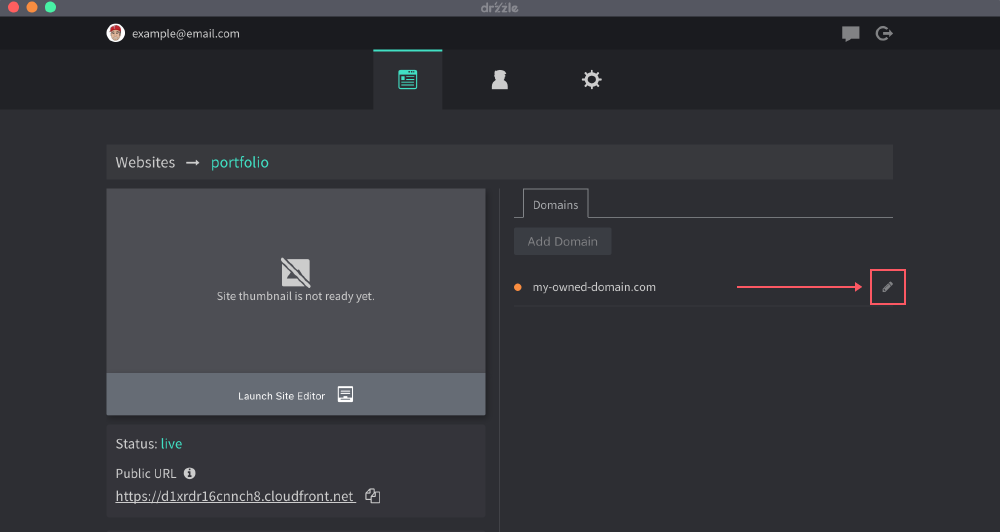 drizzle
example@email.com
Websites → portfolio
Site thumbnail is not ready yet.
Launch Site Editor
Status: live
Public URL
https://d1xrdr16cnnch8.cloudfront.net
Domains
Add Domain
my-owned-domain.com